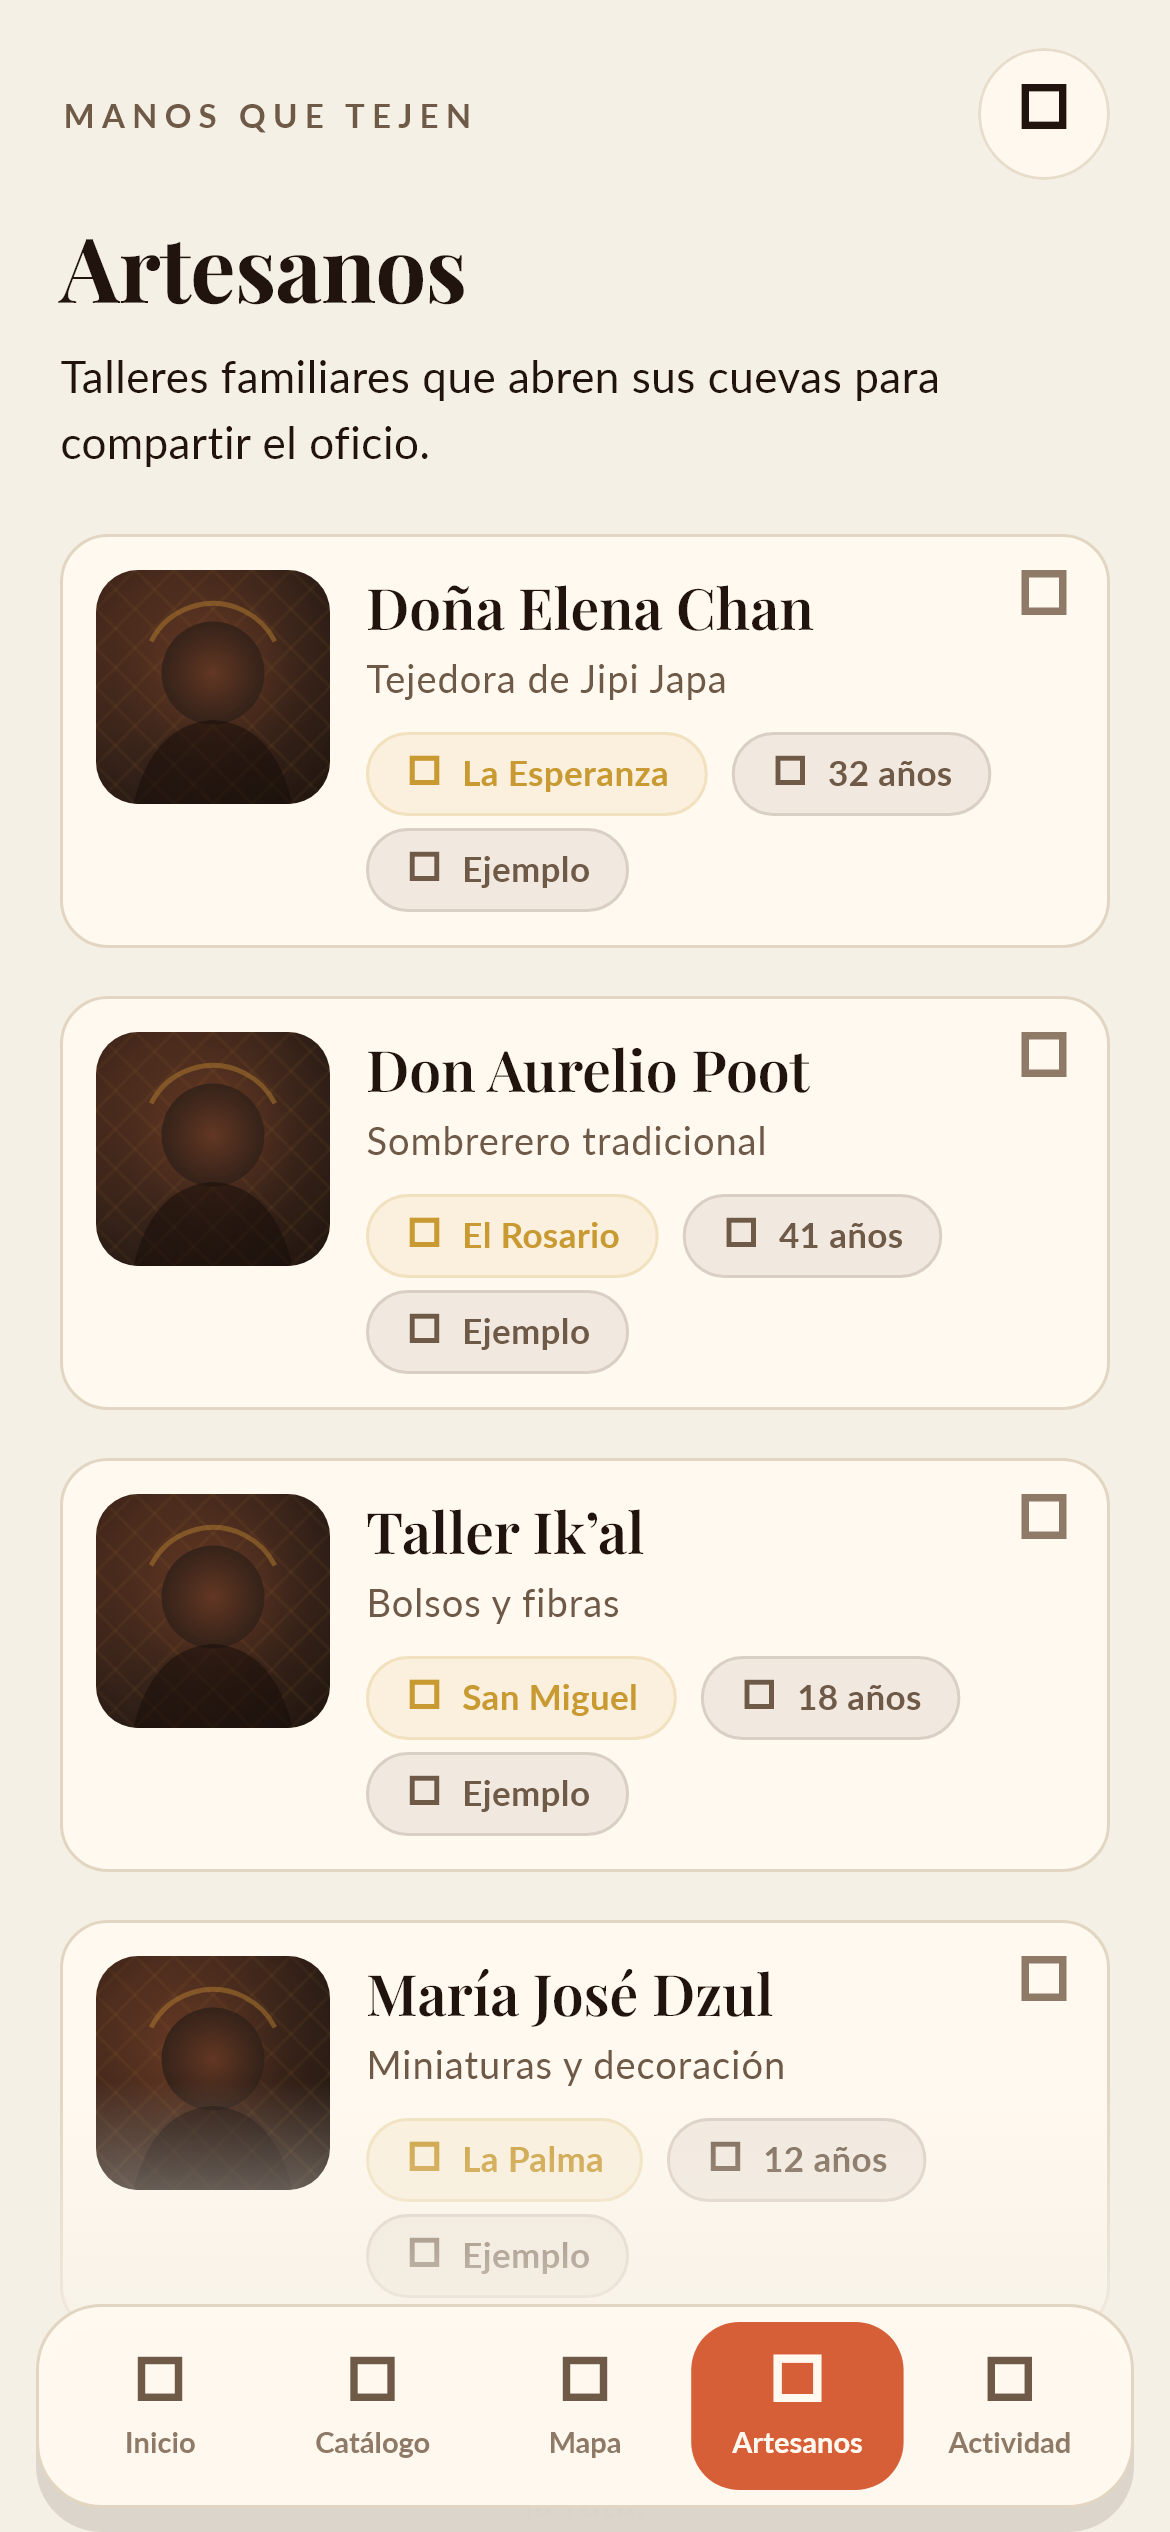 MANOS QUE TEJEN
Artesanos
Talleres familiares que abren sus cuevas para
compartir el oficio.
Doña Elena Chan
Tejedora de Jipi Japa
La Esperanza
32 años
Ejemplo
Don Aurelio Poot
Sombrerero tradicional
El Rosario
41 años
Ejemplo
Taller Ik’al
Bolsos y fibras
San Miguel
18 años
Ejemplo
María José Dzul
Miniaturas y decoración
La Palma
12 años
Ejemplo
Inicio
Catálogo
Mapa
Artesanos
Actividad